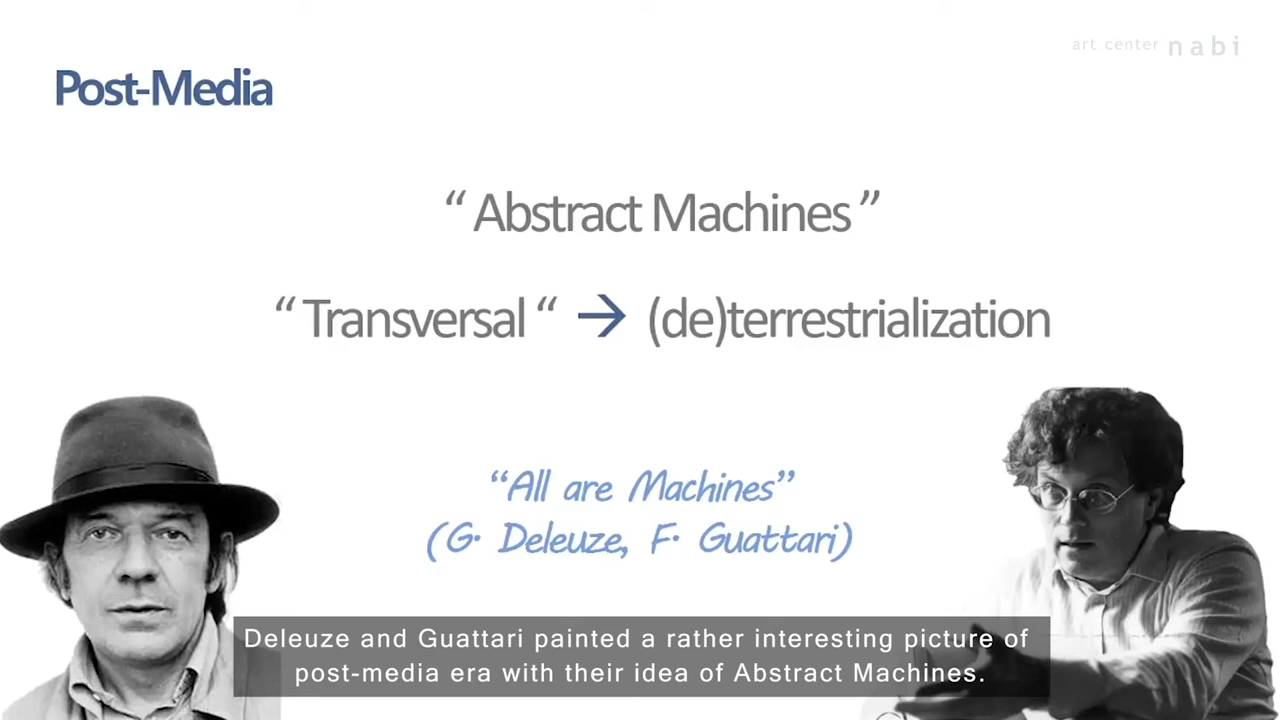 art center nabi
Post-Media
“ Abstract Machines ”
“ Transversal “ → (de)terrestrialization
“All are Machines”
(G. Deleuze, F. Guattari)
Deleuze and Guattari painted a rather interesting picture of
post-media era with their idea of Abstract Machines.